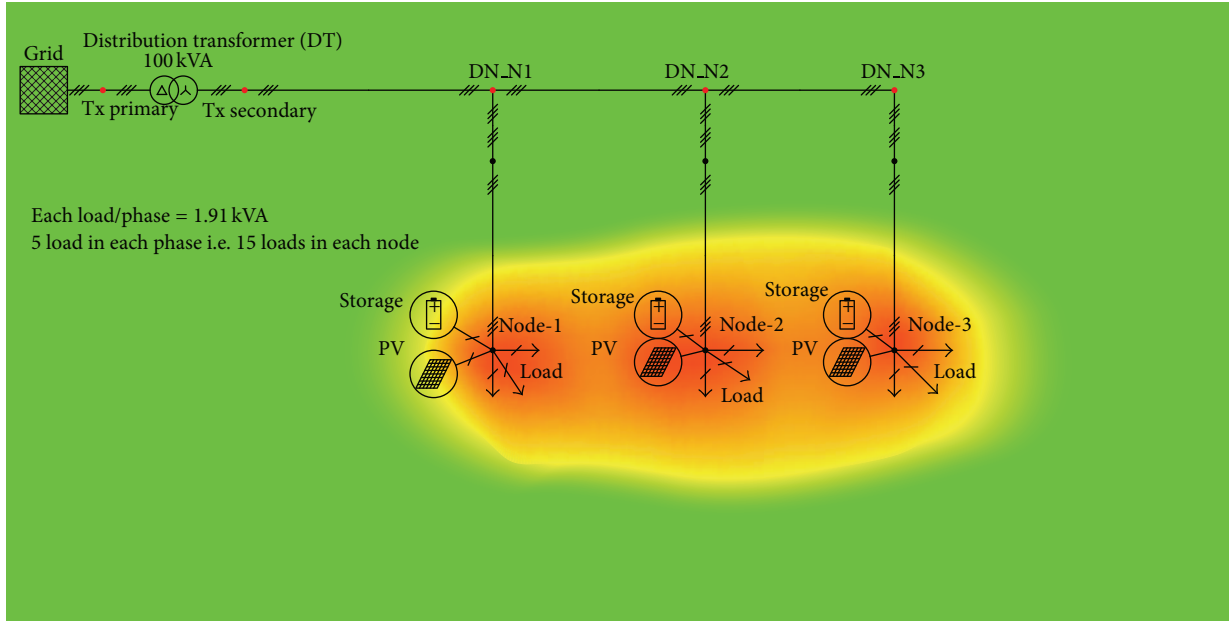 Distribution transformer (DT)
Grid
100 kVA
DN_N1
DN_N2
DN_N3
Tx primary
Tx secondary
Each load/phase = 1.91 kVA
5 load in each phase i.e. 15 loads in each node
Storage
Storage
Storage
Node-1
Node-2
Node-3
PV
PV
PV
Load
Load
Load